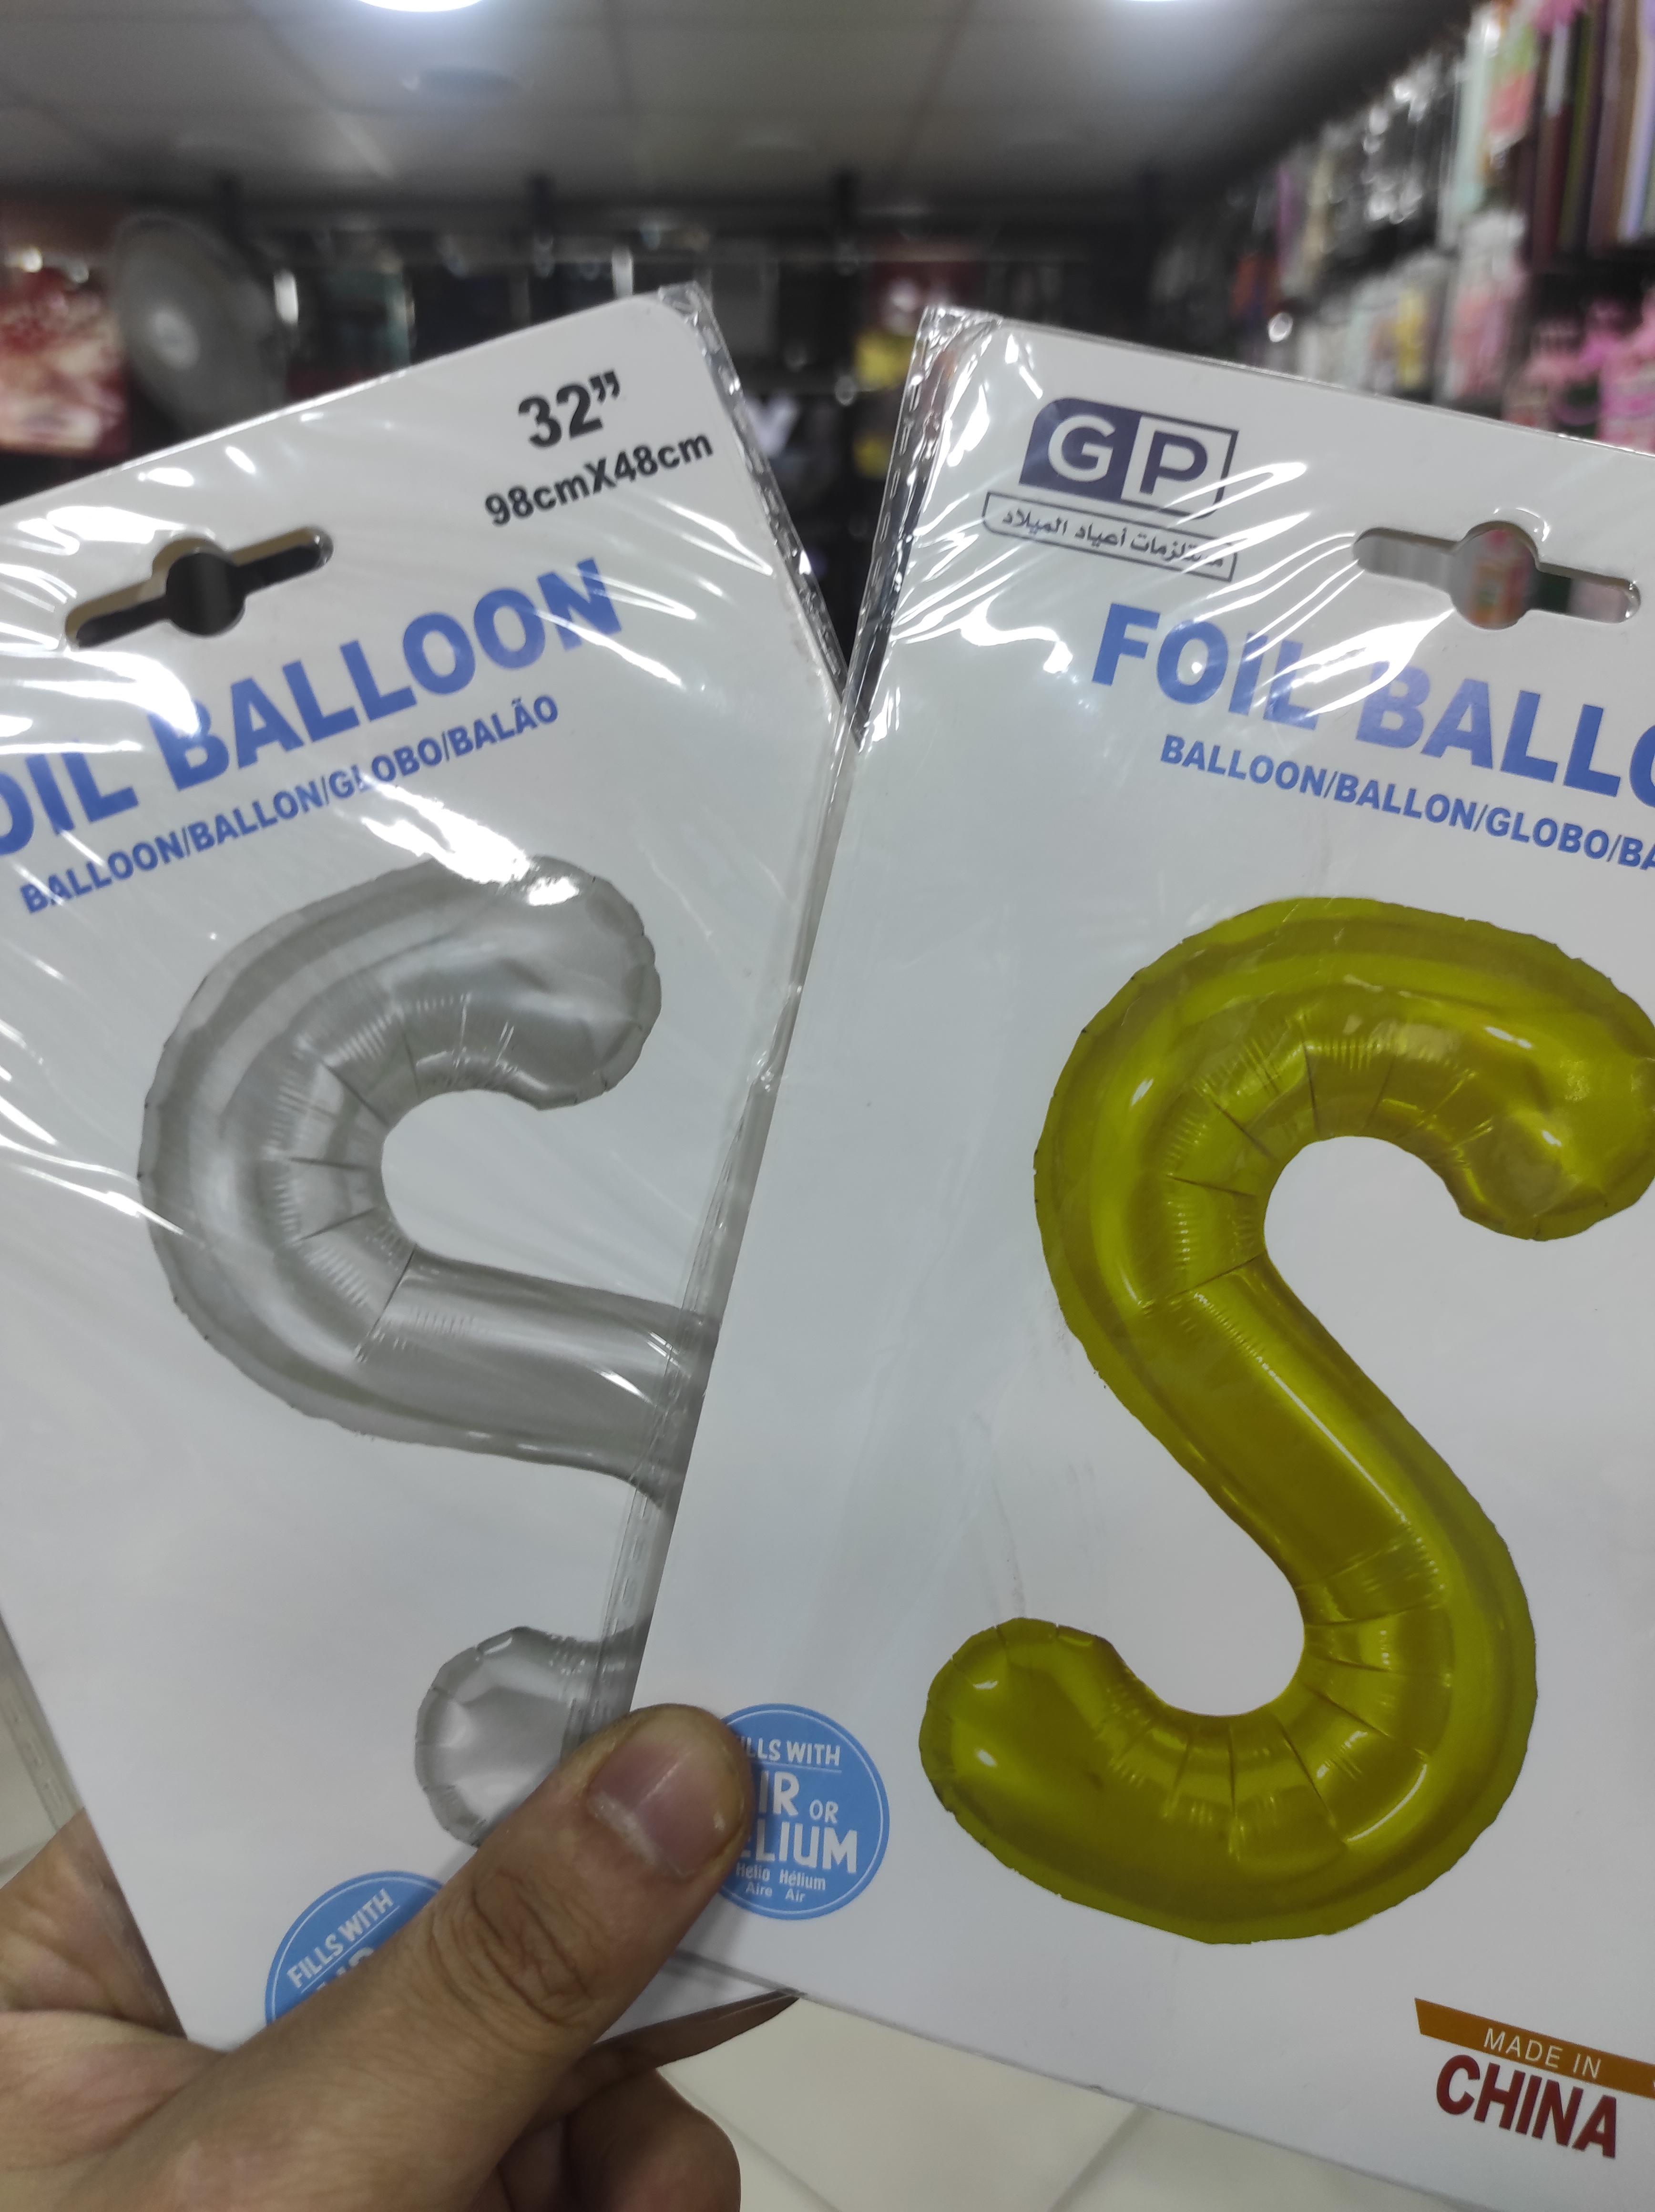 32”
98cmX48cm
OIL BALLOON
BALLOON/BALLON/GLOBO/BALÃO
FILLS WITH
GP
مستلزمات أعياد الميلاد
FOIL BALLO
BALLOON/BALLON/GLOBO/BA
S
ILLS WITH
IR OR
ELIUM
Helio Hélium
Aire Air
MADE IN
CHINA